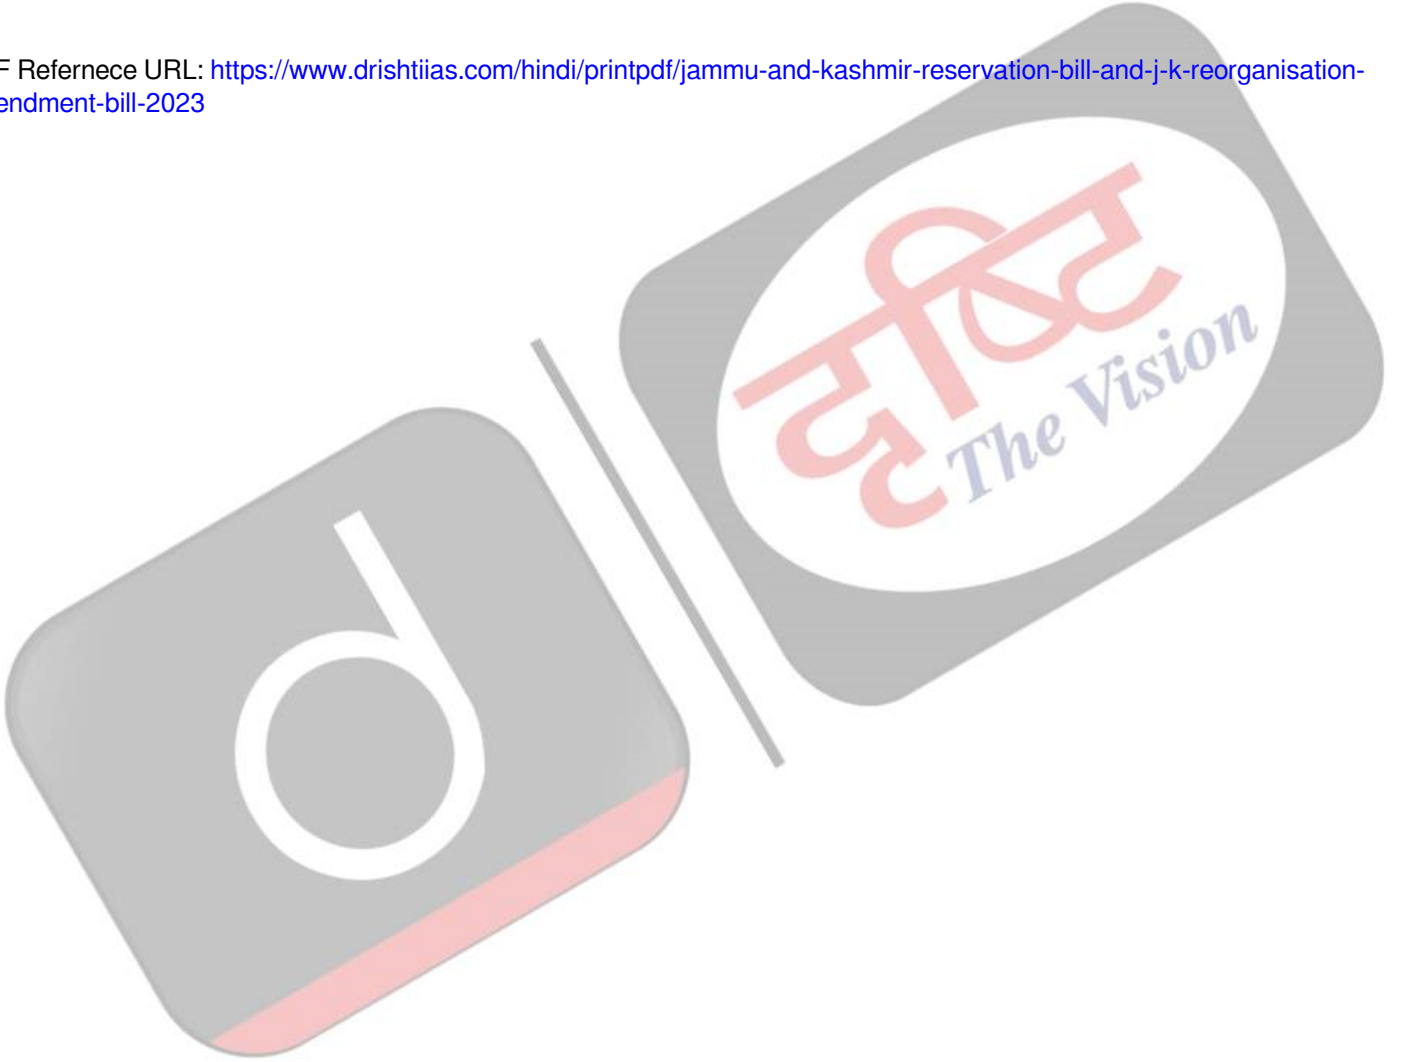 F Refernece URL: https://www.drishtiias.com/hindi/printpdf/jammu-and-kashmir-reservation-bill-and-j-k-reorganisation-
endment-bill-2023
दृष्टि
The Vision
d